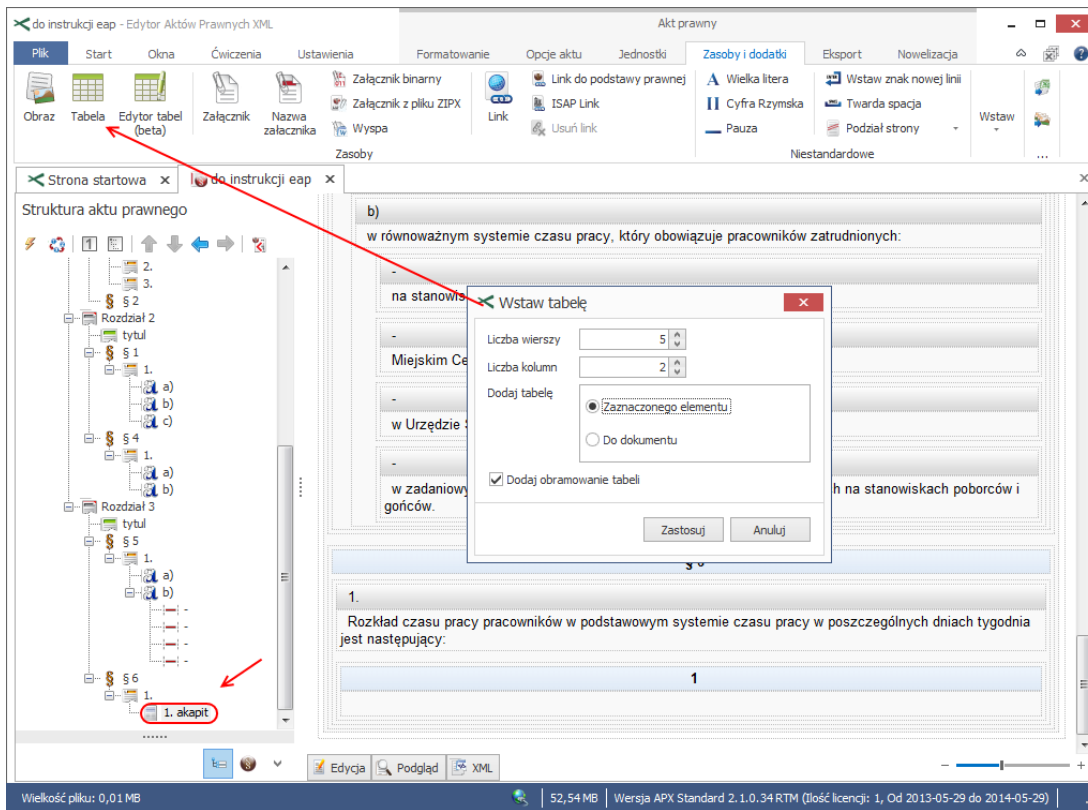 do instrukcji eap - Edytor Aktów Prawnych XML
Akt prawny
Plik Start Okna Ćwiczenia Ustawienia Formatowanie Opcje aktu Jednostki Zasoby i dodatki Eksport Nowelizacja
Obraz
Tabela
Edytor tabel
(beta)
Załącznik
Nazwa
załacznika
Załącznik binarny
Załącznik z pliku ZIPX
Wyspa
Link
Link do podstawy prawnej
ISAP Link
Usuń link
A Wielka litera
II Cyfra Rzymska
Pauza
Wstaw znak nowej linii
Twarda spacja
Podział strony
Wstaw
Zasoby
Niestandardowe
...
Strona startowa x
do instrukcji eap x
Struktura aktu prawnego
2.
3.
§ § 2
Rozdział 2
tytul
§ § 1
1.
a)
b)
c)
§ § 4
1.
a)
b)
Rozdział 3
tytul
§ § 5
1.
a)
b)
-
-
-
-
§ § 6
1.
1. akapit
b)
w równoważnym systemie czasu pracy, który obowiązuje pracowników zatrudnionych:
-
na stanowis
-
Miejskim Ce
-
w Urzędzie
-
w zadaniowy
h na stanowiskach poborców i
gońców.
Wstaw tabelę
Liczba wierszy 5
Liczba kolumn 2
Dodaj tabelę
Zaznaczonego elementu
Do dokumentu
Dodaj obramowanie tabeli
Zastosuj Anuluj
1.
Rozkład czasu pracy pracowników w podstawowym systemie czasu pracy w poszczególnych dniach tygodnia
jest następujący:
1
Edycja Podgląd XML
Wielkość pliku: 0,01 MB
52,54 MB
Wersja APX Standard 2.1.0.34 RTM (Ilość licencji: 1, Od 2013-05-29 do 2014-05-29)